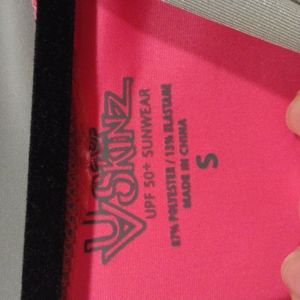 UV SKINZ
UPF 50+ SUNWEAR
87% POLYESTER / 13% ELASTANE
MADE IN CHINA
S